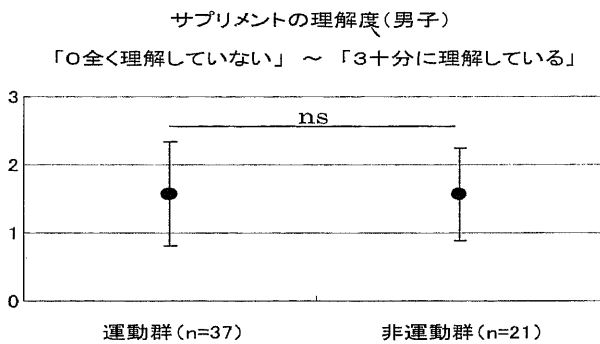 サプリメントの理解度(男子)
「0全く理解していない」 ～ 「3十分に理解している」
3
ns
2
1
0
運動群(n=37) 非運動群(n=21)